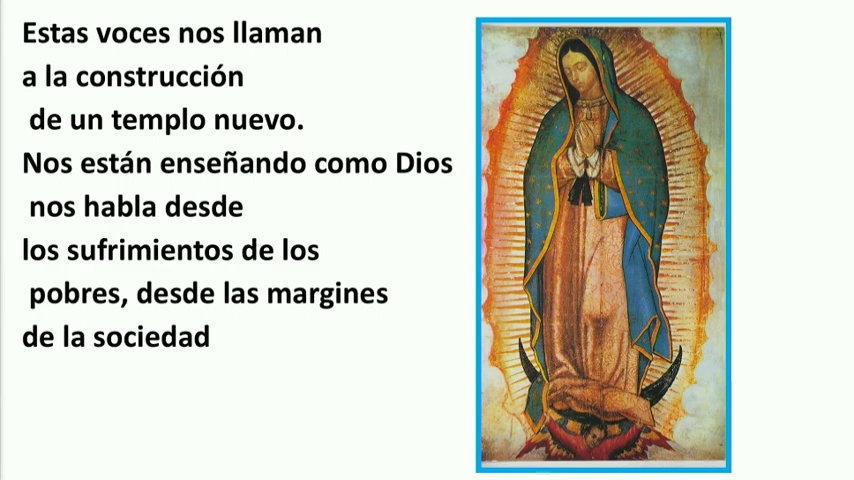 Estas voces nos llaman
a la construcción
de un templo nuevo.
Nos están enseñando como Dios
nos habla desde
los sufrimientos de los
pobres, desde las margines
de la sociedad